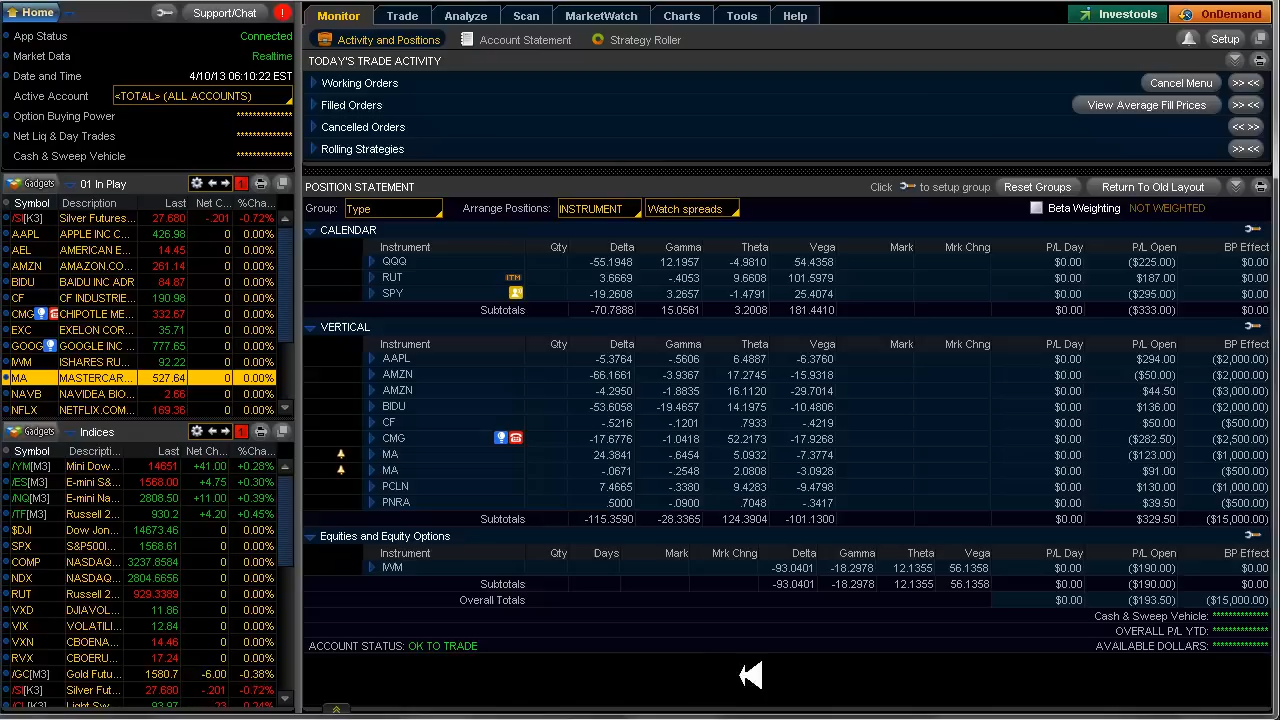 Home Support/Chat !
App Status Connected
Market Data Realtime
Date and Time 4/10/13 06:10:22 EST
Active Account <TOTAL> (ALL ACCOUNTS)
Option Buying Power **************
Net Liq & Day Trades **************
Cash & Sweep Vehicle **************
Gadgets 01 In Play 1
Symbol Description Last Net C... %Cha...
/SI[K3] Silver Futures... 27.680 -.201 -0.72%
AAPL APPLE INC C... 426.98 0 0.00%
AEL AMERICAN E... 14.45 0 0.00%
AMZN AMAZON.CO... 261.14 0 0.00%
BIDU BAIDU INC ADR 84.87 0 0.00%
CF CF INDUSTRIE... 190.98 0 0.00%
CMG CHIPOTLE ME... 332.67 0 0.00%
EXC EXELON COR... 35.71 0 0.00%
GOOG GOOGLE INC ... 777.65 0 0.00%
IWM ISHARES RU... 92.22 0 0.00%
MA MASTERCAR... 527.64 0 0.00%
NAVB NAVIDEA BIO... 2.66 0 0.00%
NFLX NETFLIX.COM... 169.36 0 0.00%
Gadgets Indices 1
Symbol Descripti... Last Net Ch... %Cha...
/YM[M3] Mini Dow... 14651 +41.00 +0.28%
/ES[M3] E-mini S&... 1568.00 +4.75 +0.30%
/NQ[M3] E-mini Na... 2808.50 +11.00 +0.39%
/TF[M3] Russell 2... 930.2 +4.20 +0.45%
$DJI Dow Jon... 14673.46 0 0.00%
SPX S&P500I... 1568.61 0 0.00%
COMP NASDAQ... 3237.8584 0 0.00%
NDX NASDAQ... 2804.6656 0 0.00%
RUT Russell 2... 929.3389 0 0.00%
VXD DJIAVOL... 11.86 0 0.00%
VIX VOLATILI... 12.84 0 0.00%
VXN CBOENA... 14.46 0 0.00%
RVX CBOERU... 17.24 0 0.00%
/GC[M3] Gold Futu... 1580.7 -6.00 -0.38%
/SI[K3] Silver Fut... 27.680 -.201 -0.72%
Monitor Trade Analyze Scan MarketWatch Charts Tools Help Investools OnDemand
Activity and Positions Account Statement Strategy Roller Setup
TODAY'S TRADE ACTIVITY
Working Orders Cancel Menu >> <<
Filled Orders View Average Fill Prices >> <<
Cancelled Orders << >>
Rolling Strategies >> <<
POSITION STATEMENT Click to setup group Reset Groups Return To Old Layout
Group: Type Arrange Positions: INSTRUMENT Watch spreads Beta Weighting NOT WEIGHTED
CALENDAR
Instrument Qty Delta Gamma Theta Vega Mark Mrk Chng P/L Day P/L Open BP Effect
QQQ -55.1948 12.1957 -4.9810 54.4358 $0.00 ($225.00) $0.00
RUT ITM 3.6669 -.4053 9.6608 101.5979 $0.00 $187.00 $0.00
SPY -19.2608 3.2657 -1.4791 25.4074 $0.00 ($295.00) $0.00
Subtotals -70.7888 15.0561 3.2008 181.4410 $0.00 ($333.00) $0.00
VERTICAL
Instrument Qty Delta Gamma Theta Vega Mark Mrk Chng P/L Day P/L Open BP Effect
AAPL -5.3764 -.5606 6.4887 -6.3760 $0.00 $294.00 ($2,000.00)
AMZN -66.1661 -3.9367 17.2745 -15.9318 $0.00 ($50.00) ($2,000.00)
AMZN -4.2950 -1.8835 16.1120 -29.7014 $0.00 $44.50 ($2,000.00)
BIDU -53.6058 -19.4657 14.1975 -10.4806 $0.00 $136.00 ($3,000.00)
CF -.5216 -.1201 .7933 -.4219 $0.00 $0.00 ($500.00)
CMG -17.6776 -1.0418 52.2173 -17.9268 $0.00 ($282.50) ($2,500.00)
MA 24.3841 -.6454 5.0932 -7.3774 $0.00 ($123.00) ($1,000.00)
MA -.0671 -.2548 2.0808 -3.0928 $0.00 $91.00 ($500.00)
PCLN 7.4665 -.3380 9.4283 -9.4798 $0.00 $130.00 ($1,000.00)
PNRA .5000 -.0900 .7048 -.3417 $0.00 $39.50 ($500.00)
Subtotals -115.3590 -28.3365 124.3904 -101.1300 $0.00 $329.50 ($15,000.00)
Equities and Equity Options
Instrument Qty Days Mark Mrk Chng Delta Gamma Theta Vega P/L Day P/L Open BP Effect
IWM -93.0401 -18.2978 12.1355 56.1358 $0.00 ($190.00) $0.00
Subtotals -93.0401 -18.2978 12.1355 56.1358 $0.00 ($190.00) $0.00
Overall Totals $0.00 ($193.50) ($15,000.00)
Cash & Sweep Vehicle: **************
OVERALL P/L YTD: **************
ACCOUNT STATUS: OK TO TRADE AVAILABLE DOLLARS: **************